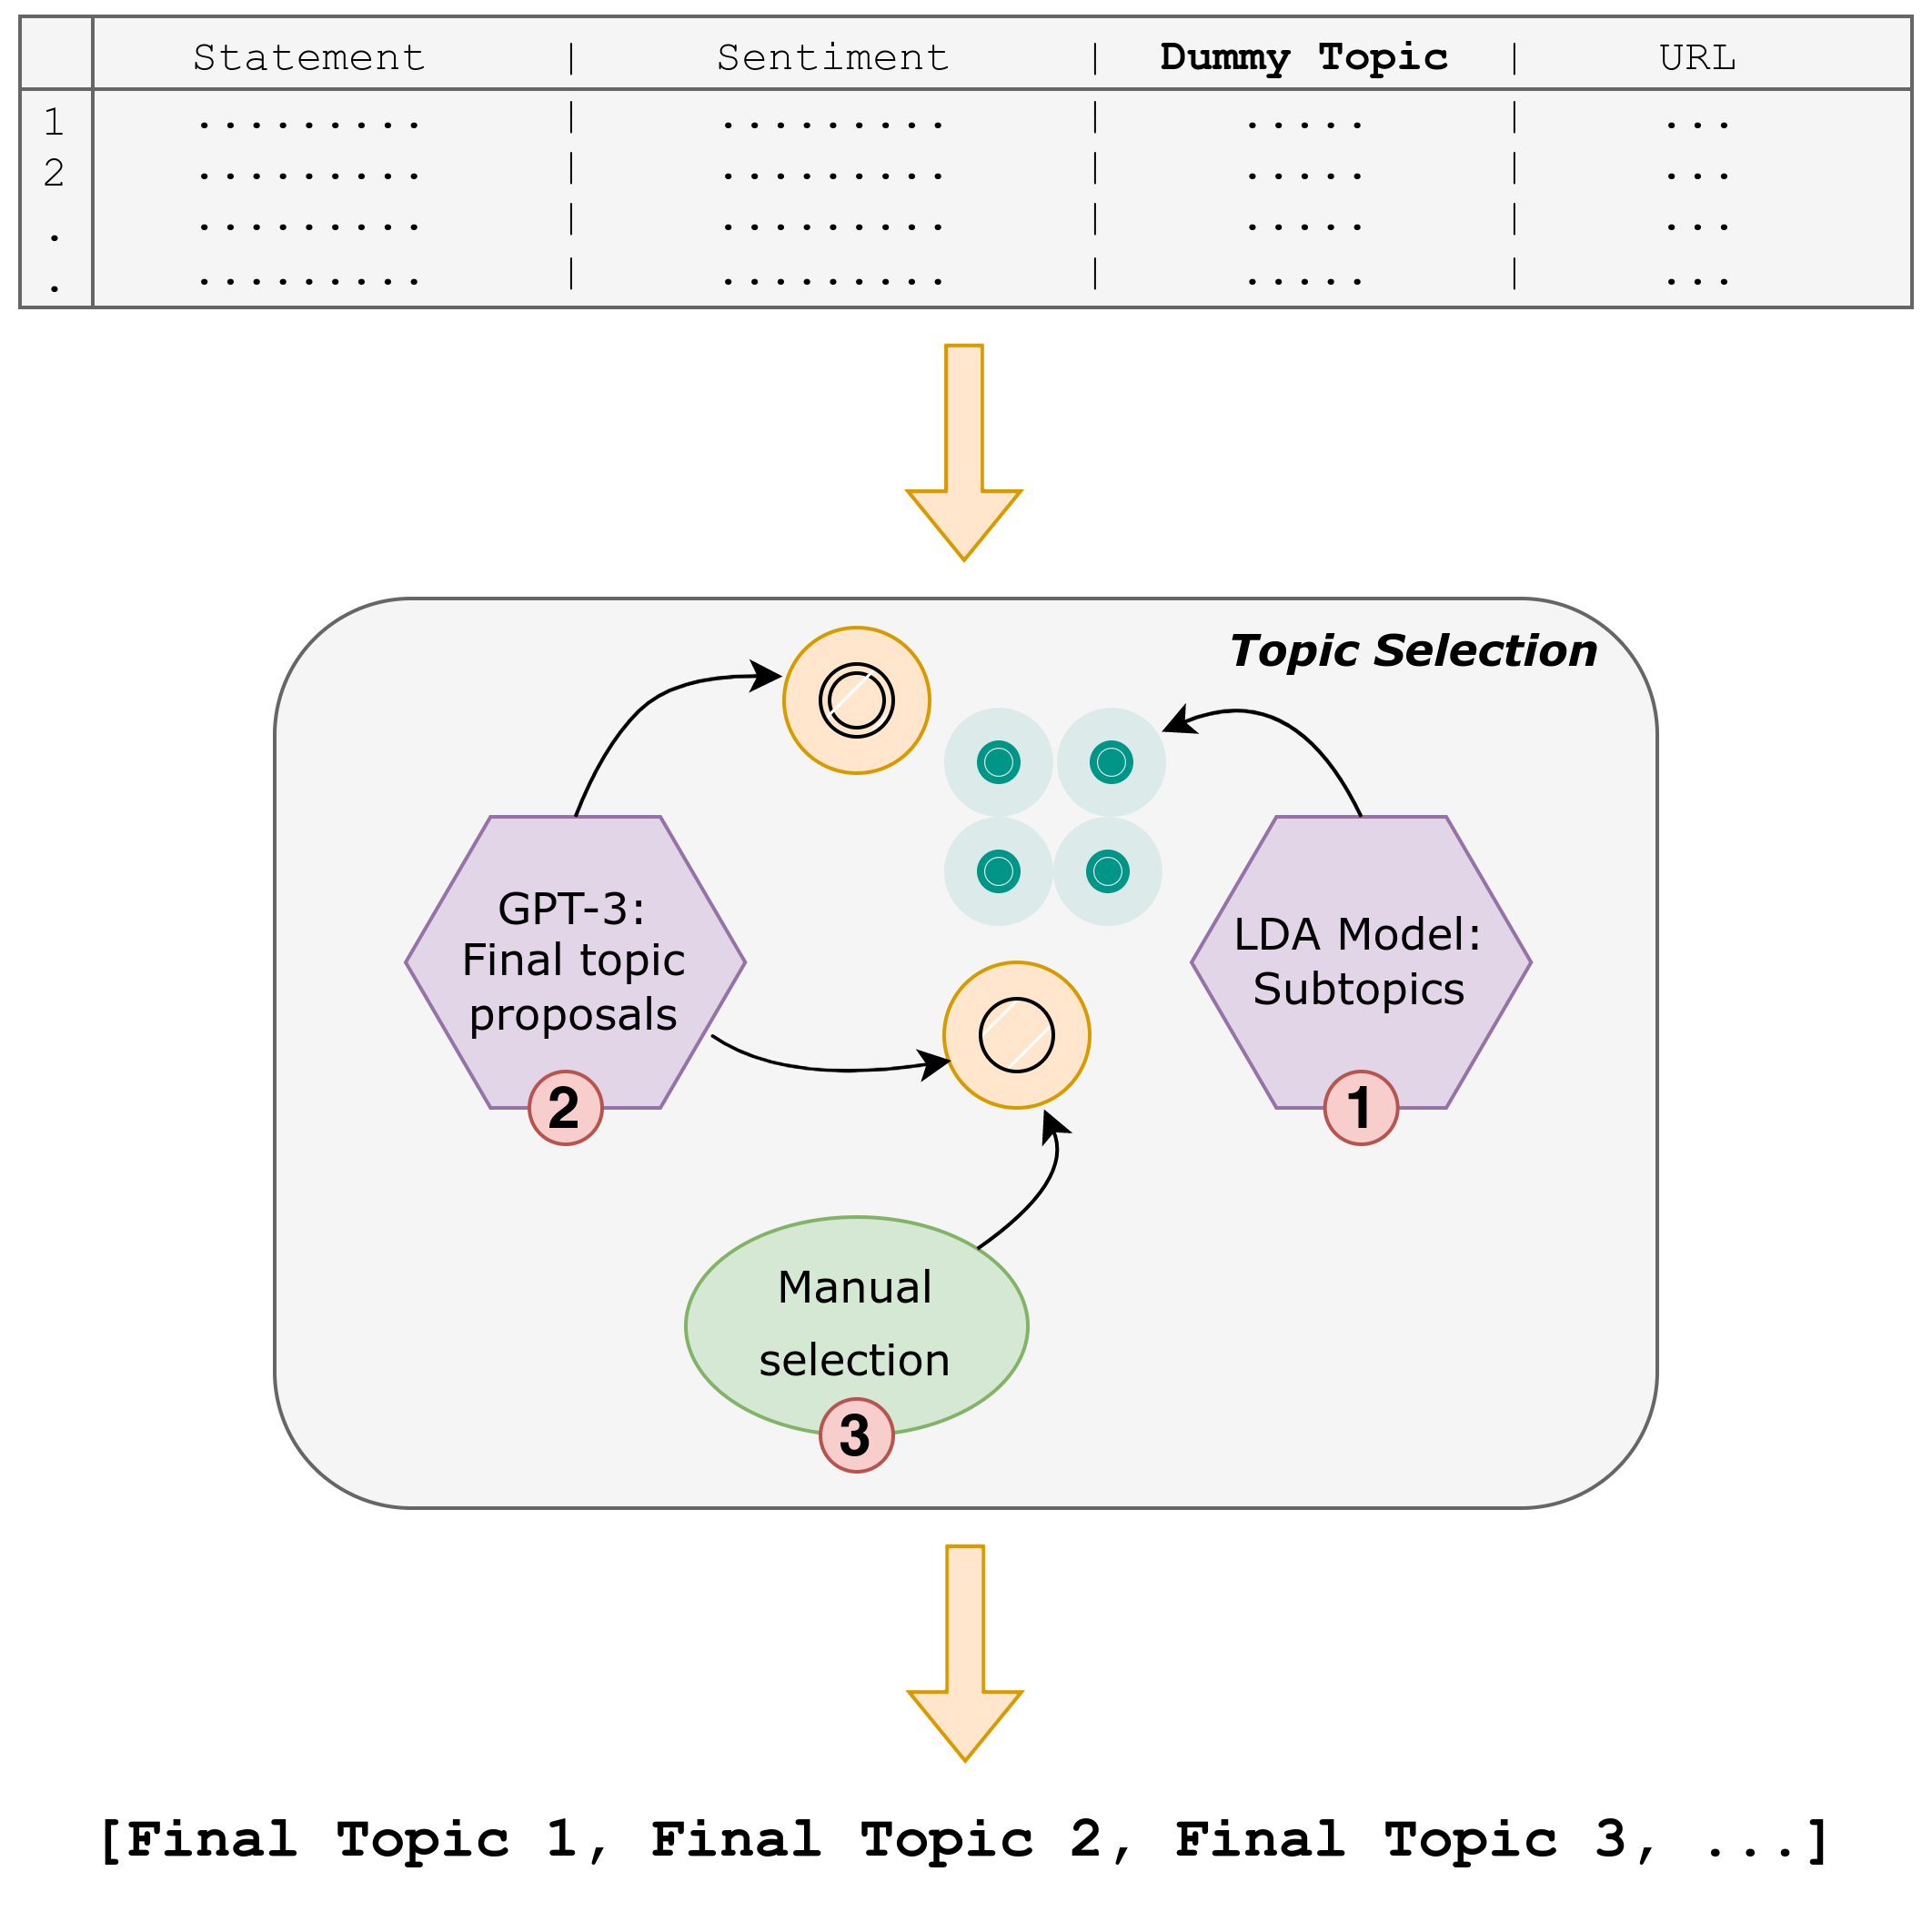 Statement | Sentiment | Dummy Topic | URL
1 ......... | ......... | ..... | ...
2 ......... | ......... | ..... | ...
. ......... | ......... | ..... | ...
. ......... | ......... | ..... | ...
Topic Selection
GPT-3:
Final topic
proposals
2
LDA Model:
Subtopics
1
Manual
selection
3
[Final Topic 1, Final Topic 2, Final Topic 3, ...]